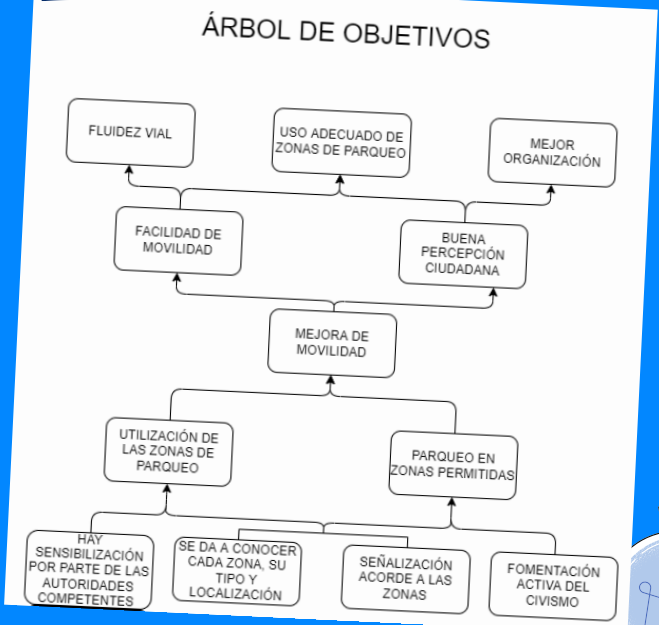 ÁRBOL DE OBJETIVOS
FLUIDEZ VIAL
USO ADECUADO DE
ZONAS DE PARQUEO
MEJOR
ORGANIZACIÓN
FACILIDAD DE
MOVILIDAD
BUENA
PERCEPCIÓN
CIUDADANA
MEJORA DE
MOVILIDAD
UTILIZACIÓN DE
LAS ZONAS DE
PARQUEO
PARQUEO EN
ZONAS PERMITIDAS
HAY
SENSIBILIZACIÓN
POR PARTE DE LAS
AUTORIDADES
COMPETENTES
SE DA A CONOCER
CADA ZONA, SU
TIPO Y
LOCALIZACIÓN
SEÑALIZACIÓN
ACORDE A LAS
ZONAS
FOMENTACIÓN
ACTIVA DEL
CIVISMO